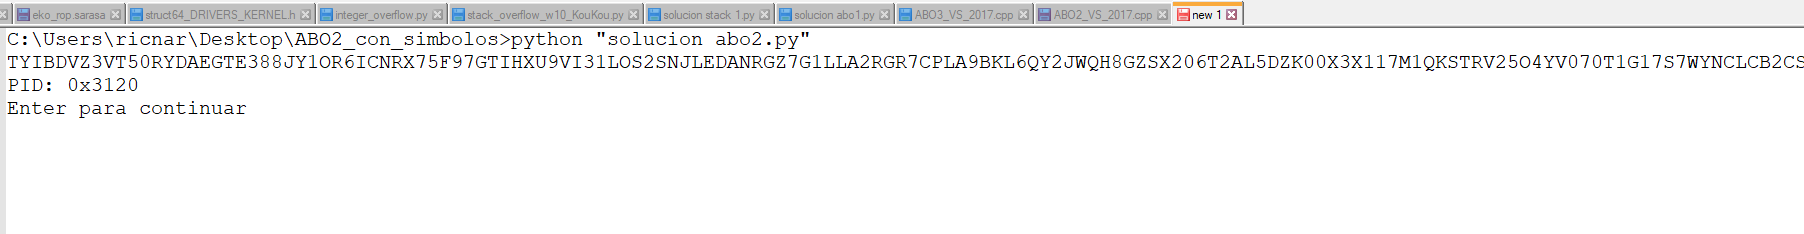 eko_rop.sarasa struct64_DRIVERS_KERNEL.h integer_overflow.py stack_overflow_w10_KouKou.py solucion stack 1.py solucion abo1.py ABO3_VS_2017.cpp ABO2_VS_2017.cpp new 1
C:\Users\ricnar\Desktop\ABO2_con_simbolos>python "solucion abo2.py"
TYIBDVZ3VT50RYDAEGTE388JY1OR6ICNRX75F97GTIHXU9VI31LOS2SNJLEDANRGZ7G1LLA2RGR7CPLA9BKL6QY2JWQH8GZSX206T2AL5DZK00X3X117M1QKSTRV25O4YV070T1G17S7WYNCLCB2CS
PID: 0x3120
Enter para continuar